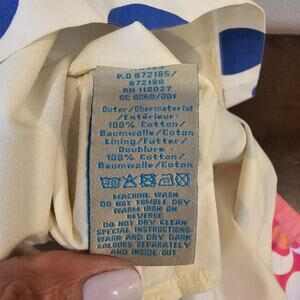 P.O 872185/
872188
RN 118027
SC 8060/001
Outer/Obermaterial
/Extérieur:
100% Cotton/
Baumwolle/Coton
Lining/Futter/
Doublure :
100% Cotton/
Baumwolle/Coton
MACHINE WASH
DO NOT TUMBLE DRY
WARM IRON ON
REVERSE
DO NOT DRY CLEAN
SPECIAL INSTRUCTIONS:
WASH AND DRY DARK
COLOURS SEPARATELY
AND INSIDE OUT